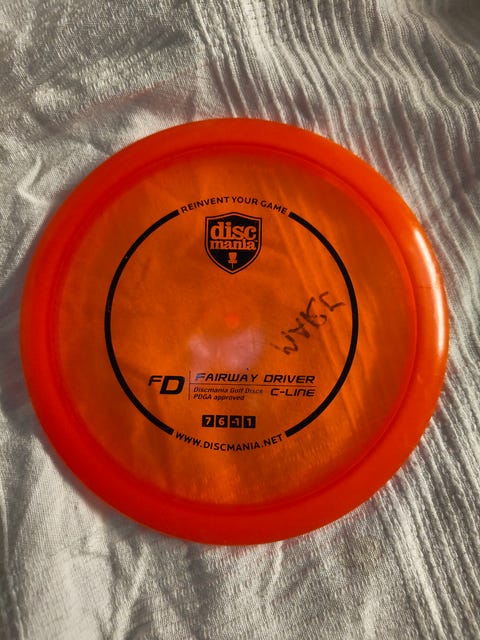 REINVENT YOUR GAME
disc
mania
FD
FAIRWAY DRIVER
Discmania Golf Discs C-LINE
PDGA approved
7 6 -1 1
WWW.DISCMANIA.NET